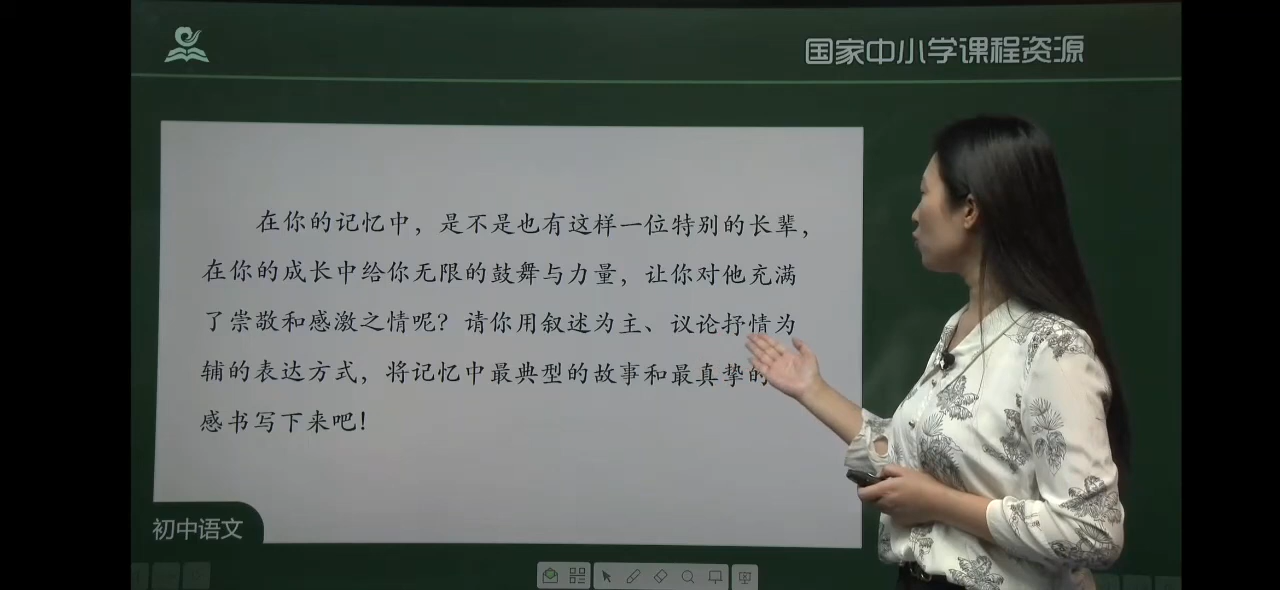 国家中小学课程资源
在你的记忆中，是不是也有这样一位特别的长辈，
在你的成长中给你无限的鼓舞与力量，让你对他充满
了崇敬和感激之情呢？请你用叙述为主、议论抒情为
辅的表达方式，将记忆中最典型的故事和最真挚的
感书写下来吧！
初中语文